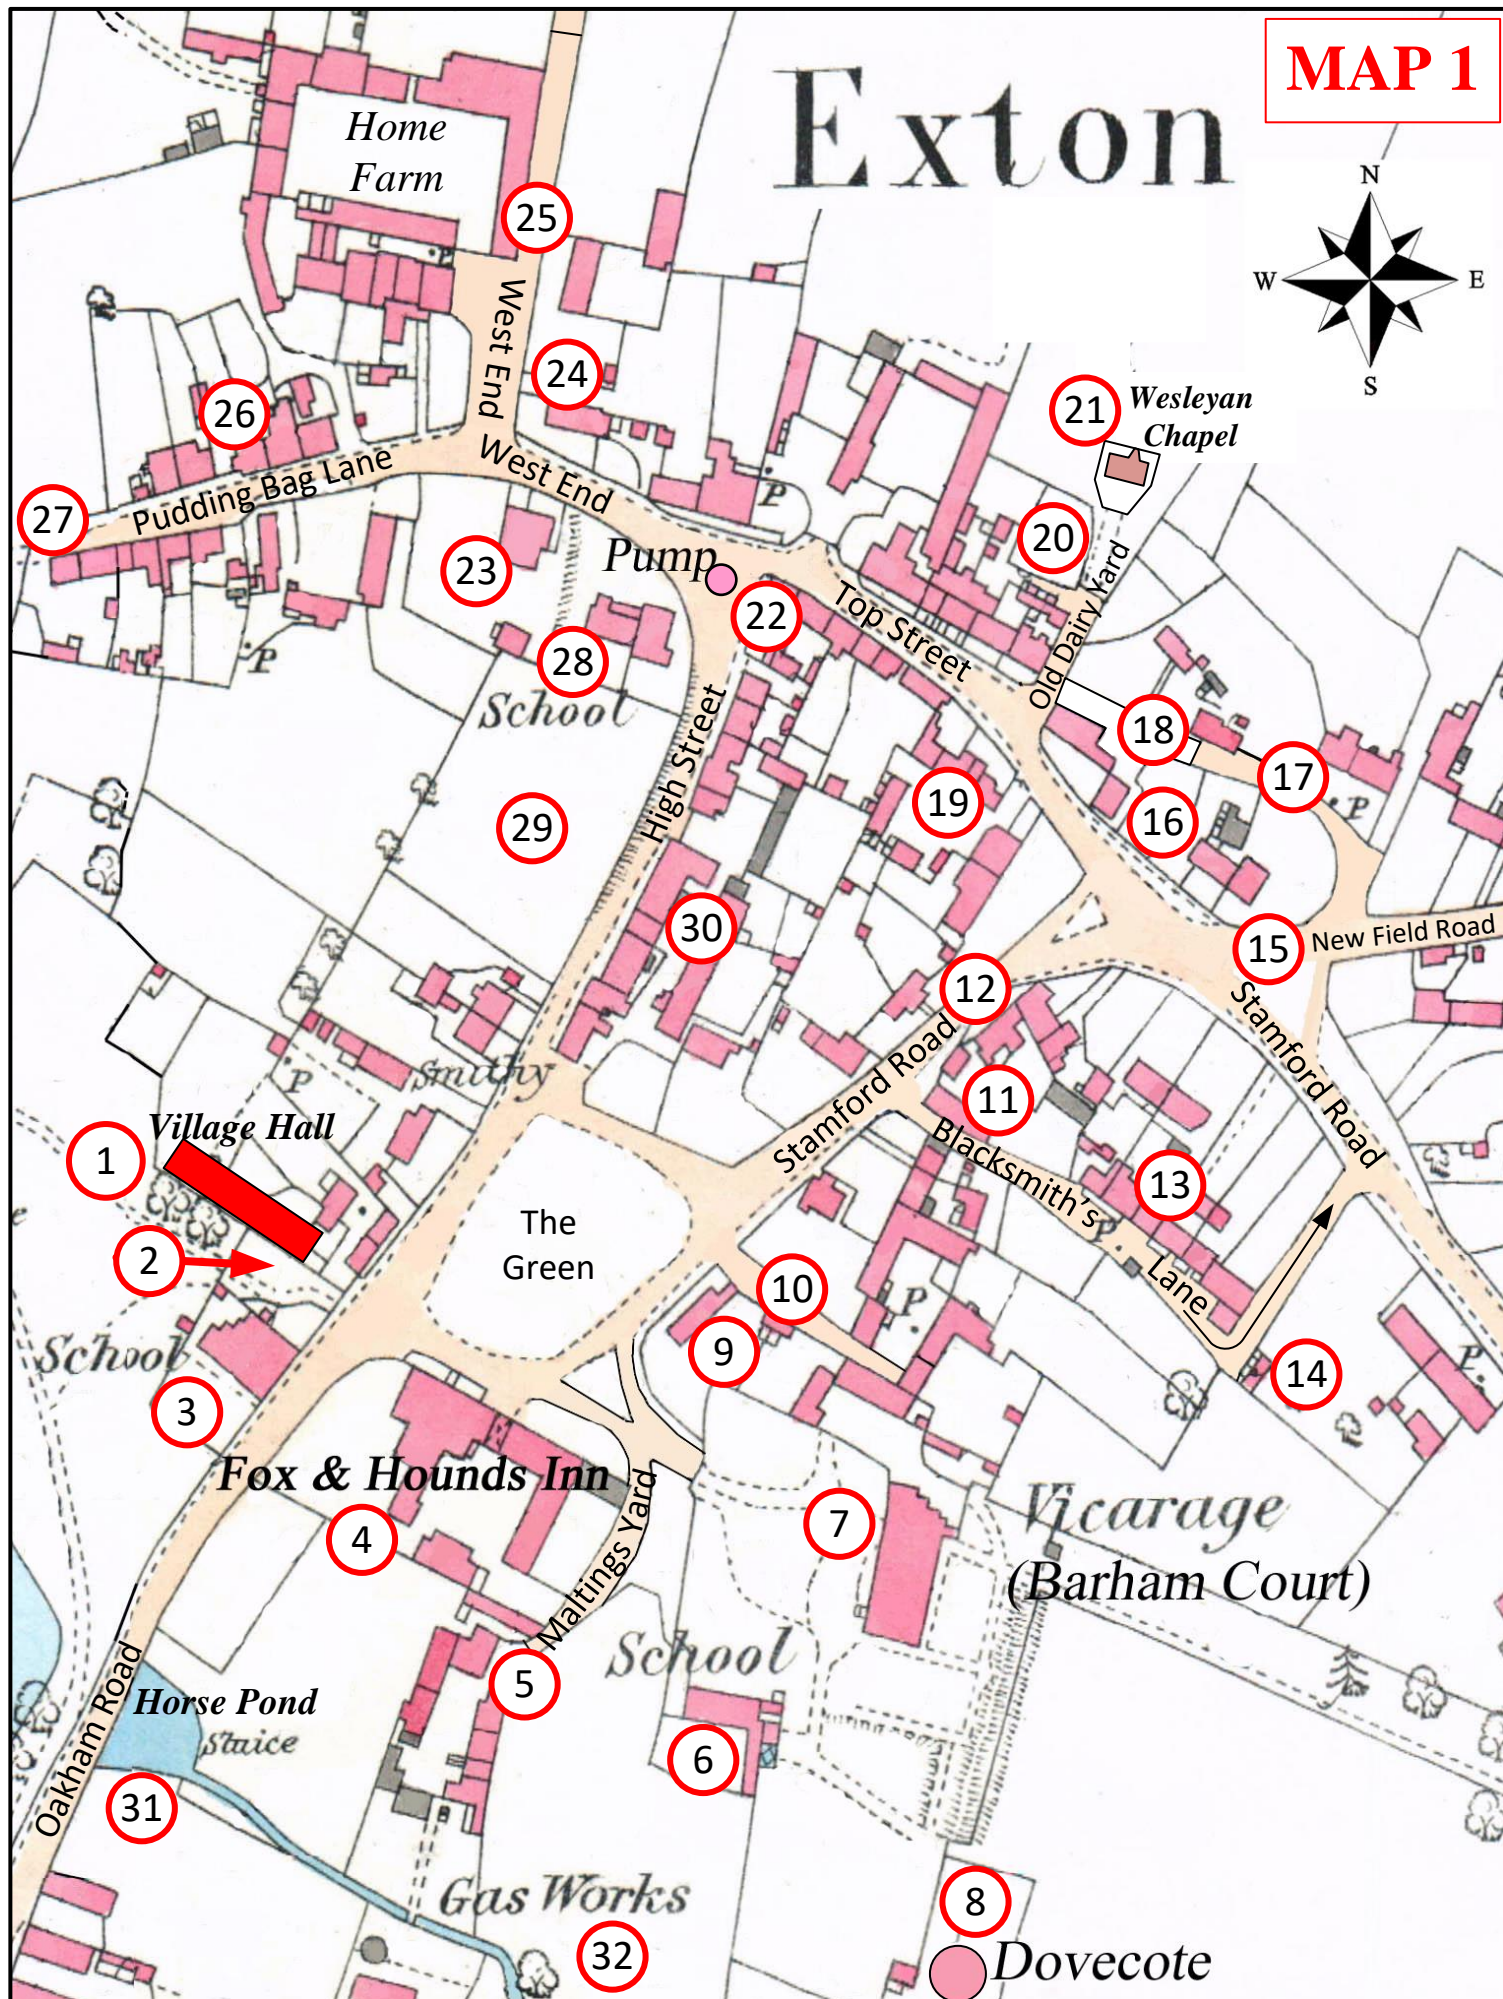 MAP 1
Exton
N
W
E
S
Home
Farm
25
West End
24
26
21
Wesleyan
Chapel
Pudding Bag Lane
West End
27
P
20
23
Pump
22
Top Street
Old Dairy Yard
P
28
School
High Street
18
17
29
19
16
P
30
15
New Field Road
12
Stamford Road
Smithy
P
Stamford Road
11
Village Hall
1
Blacksmith's
Lane
13
P
The
Green
2
10
P
School
9
14
P
3
Fox & Hounds Inn
4
7
Vicarage
(Barham Court)
Maltings Yard
5
School
Horse Pond
Sluice
Oakham Road
6
31
Gas Works
8
32
Dovecote